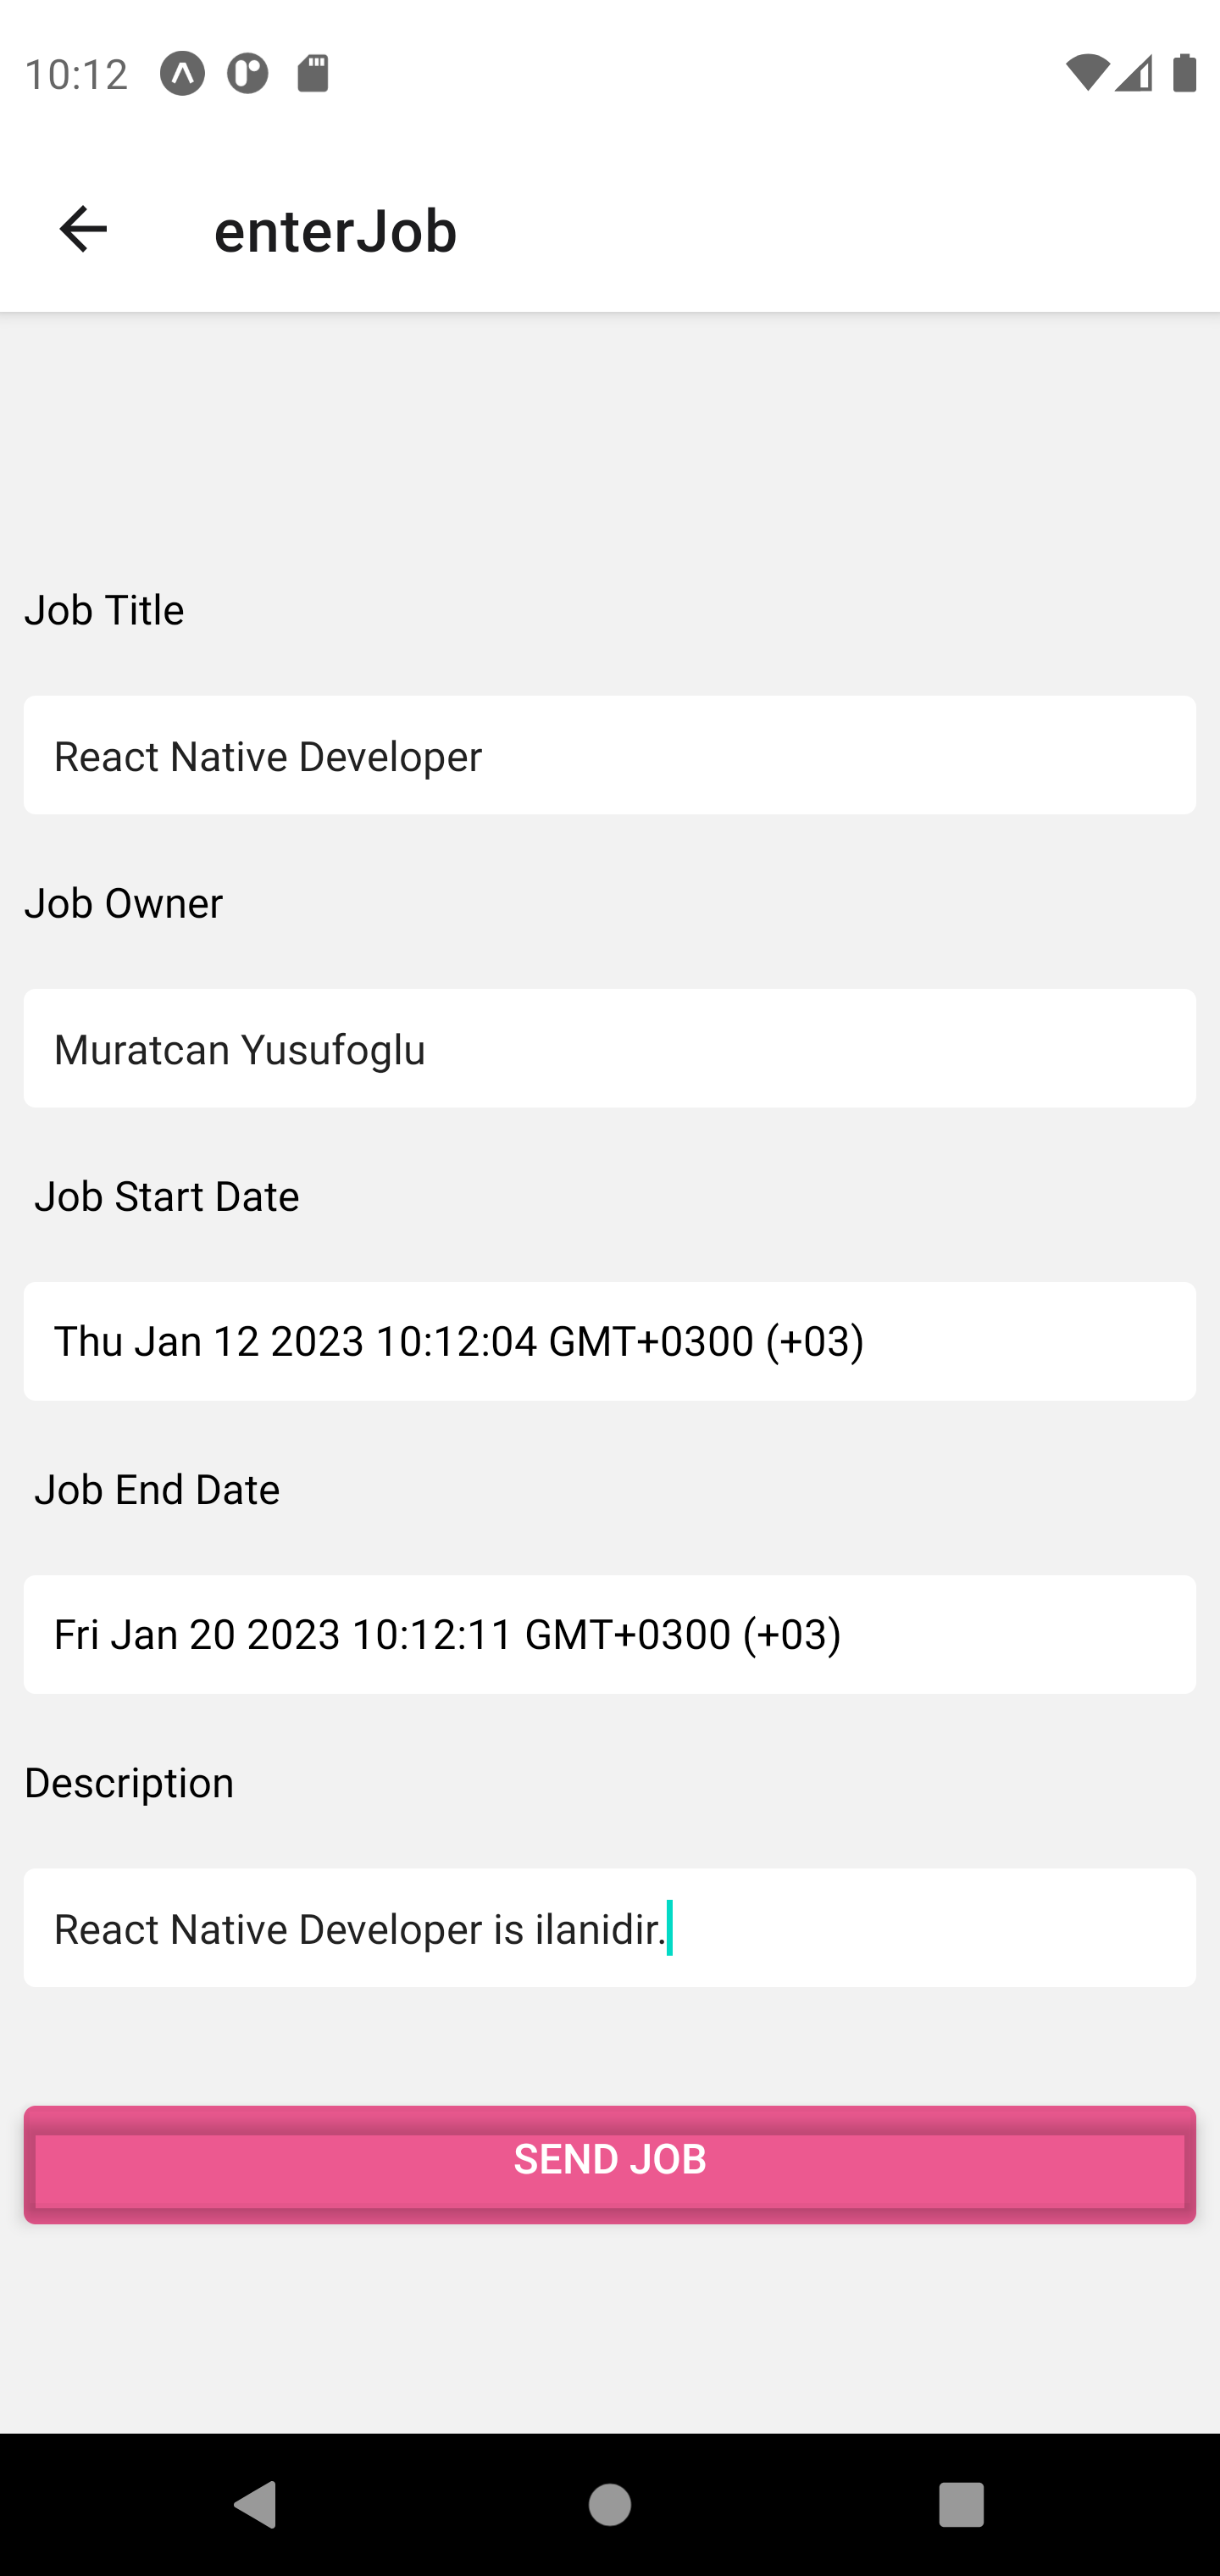 10:12
enterJob
Job Title
React Native Developer
Job Owner
Muratcan Yusufoglu
Job Start Date
Thu Jan 12 2023 10:12:04 GMT+0300 (+03)
Job End Date
Fri Jan 20 2023 10:12:11 GMT+0300 (+03)
Description
React Native Developer is ilanidir.
SEND JOB